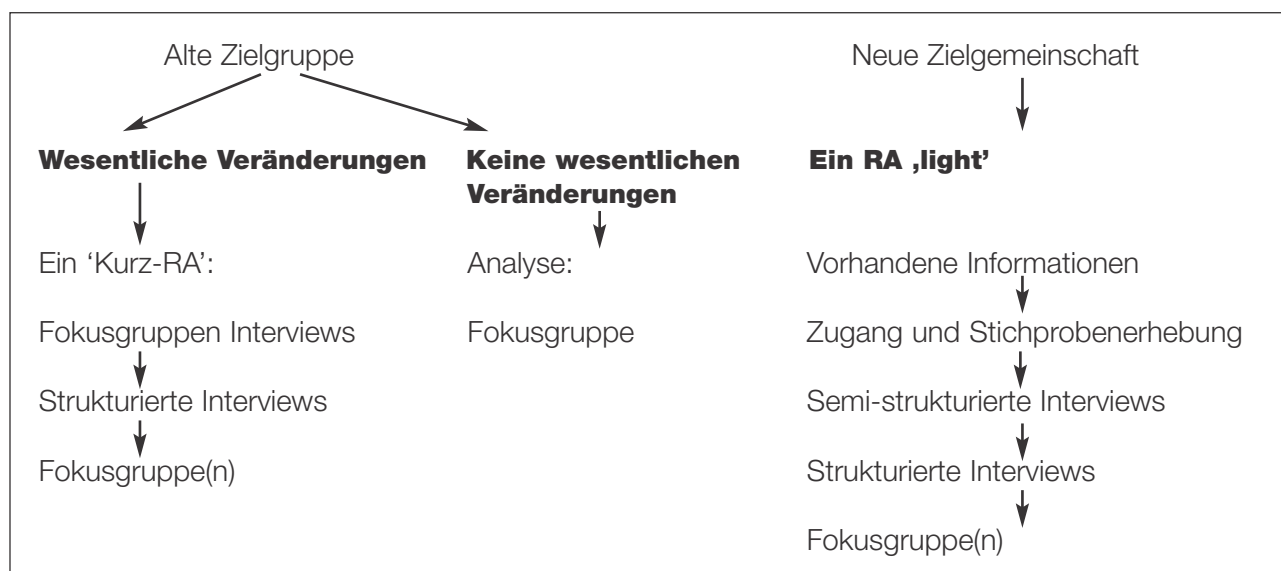 Alte Zielgruppe
Wesentliche Veränderungen
Ein ‘Kurz-RA’:
Fokusgruppen Interviews
Strukturierte Interviews
Fokusgruppe(n)
Keine wesentlichen
Veränderungen
Analyse:
Fokusgruppe
Neue Zielgemeinschaft
Ein RA ‚light’
Vorhandene Informationen
Zugang und Stichprobenerhebung
Semi-strukturierte Interviews
Strukturierte Interviews
Fokusgruppe(n)